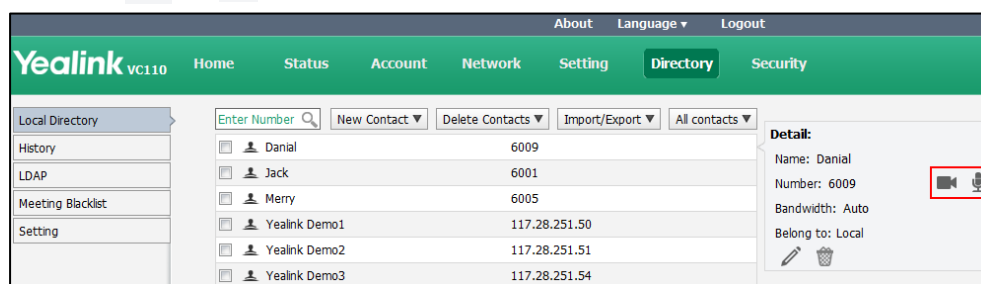 About Language ▾ Logout
Yealink VC110 Home Status Account Network Setting Directory Security
Local Directory
History
LDAP
Meeting Blacklist
Setting
Enter Number New Contact ▼ Delete Contacts ▼ Import/Export ▼ All contacts ▼
Danial 6009
Jack 6001
Merry 6005
Yealink Demo1 117.28.251.50
Yealink Demo2 117.28.251.51
Yealink Demo3 117.28.251.54
Detail:
Name: Danial
Number: 6009
Bandwidth: Auto
Belong to: Local